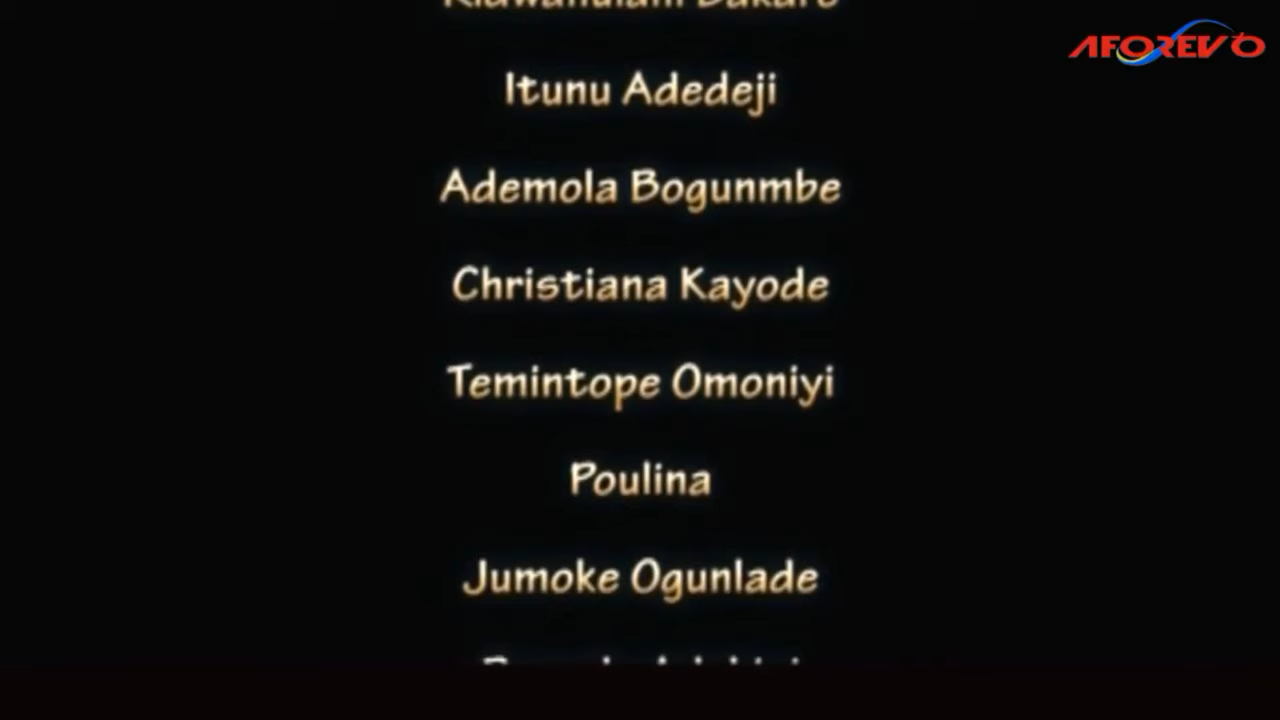 AFOREVO
Itunu Adedeji
Ademola Bogunmbe
Christiana Kayode
Temintope Omoniyi
Poulina
Jumoke Ogunlade